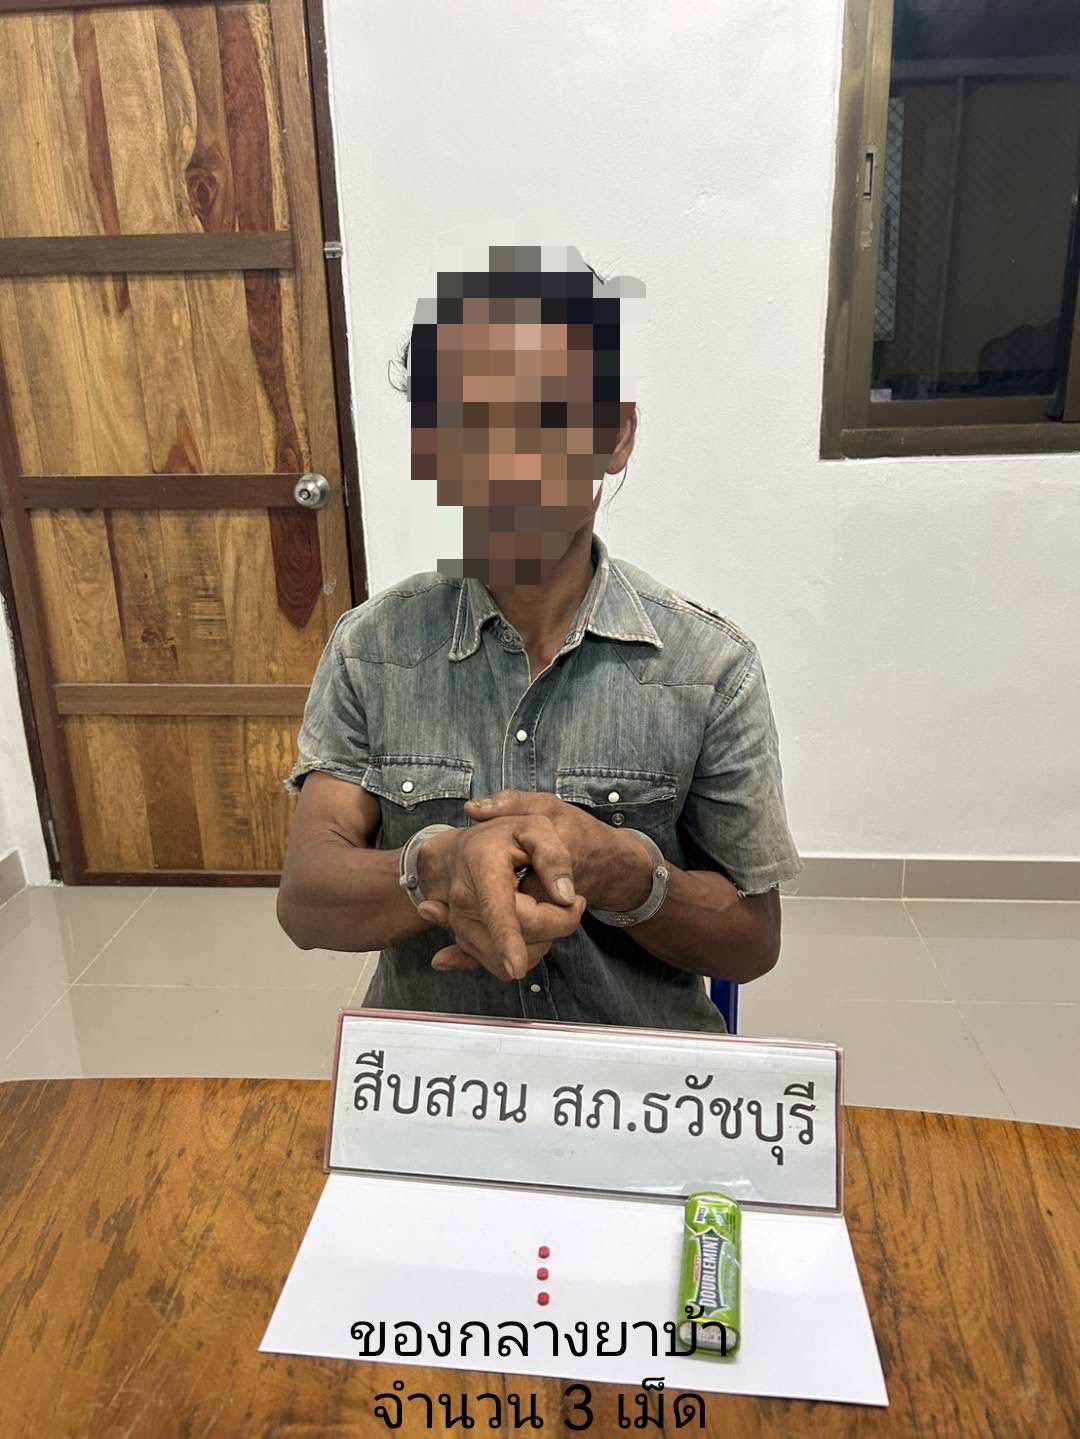 สืบสวน สภ.ธวัชบุรี
DOUBLEMINT
ของกลางยาบ้า
จำนวน 3 เม็ด